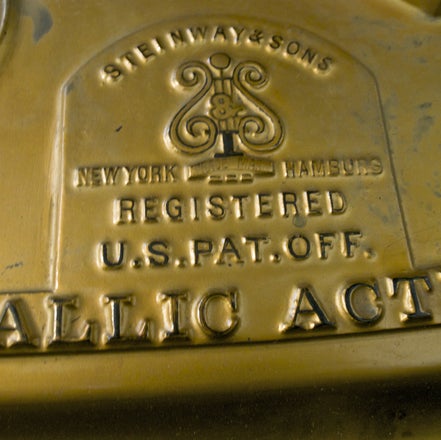 STEINWAY & SONS
&
NEW YORK HAMBURG
REGISTERED
U.S. PAT. OFF.
ALLIC ACT